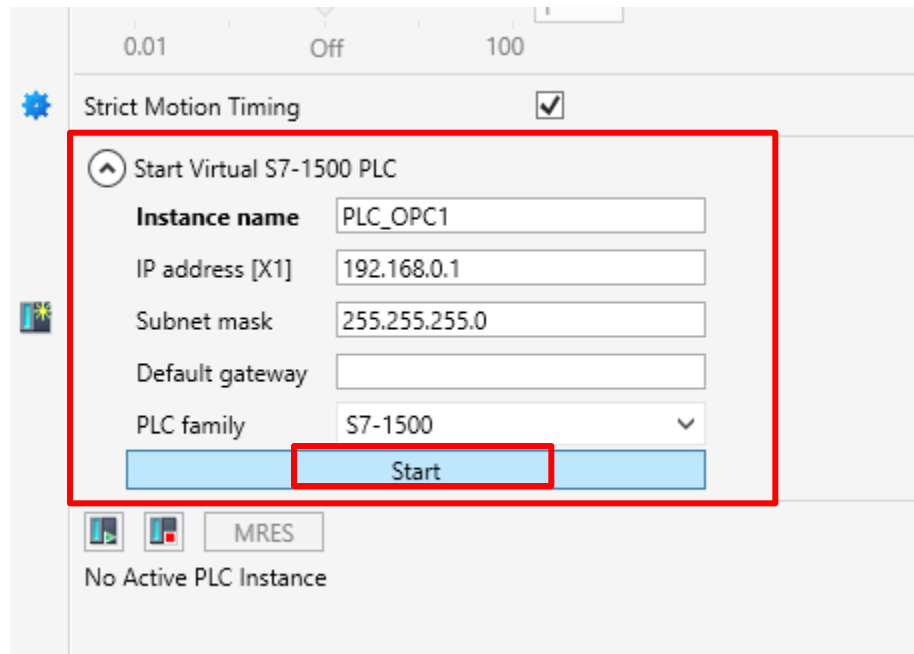 0.01 Off 100
Strict Motion Timing
Start Virtual S7-1500 PLC
Instance name PLC_OPC1
IP address [X1] 192.168.0.1
Subnet mask 255.255.255.0
Default gateway
PLC family S7-1500
Start
MRES
No Active PLC Instance